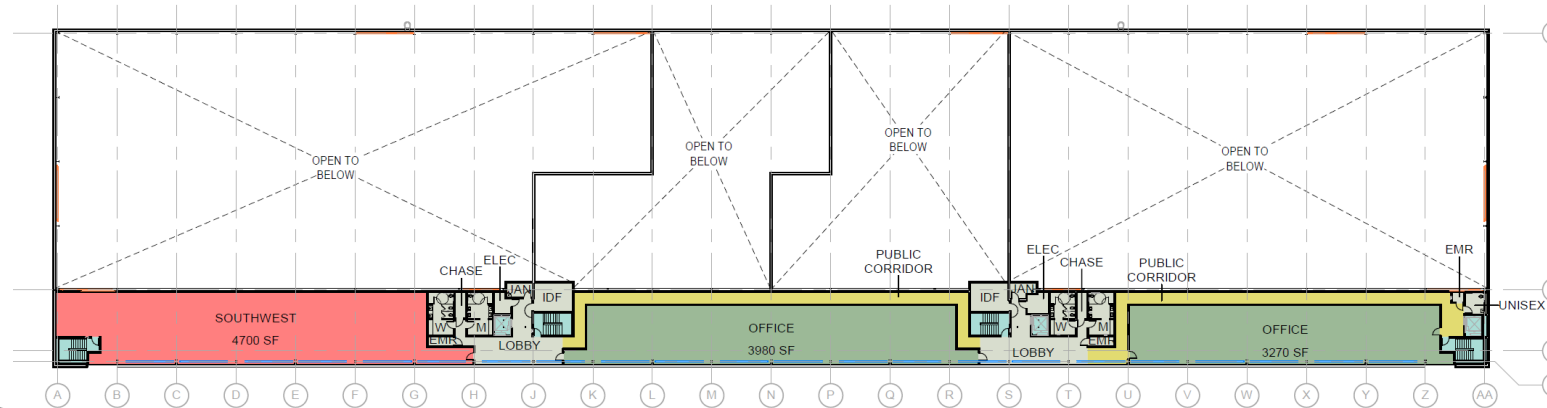 OPEN TO
BELOW
OPEN TO
BELOW
OPEN TO
BELOW
OPEN TO
BELOW
CHASE
ELEC
PUBLIC
CORRIDOR
ELEC
CHASE
PUBLIC
CORRIDOR
EMR
JAN
IDF
IDF
JAN
UNISEX
SOUTHWEST
4700 SF
W
M
EMR
LOBBY
OFFICE
3980 SF
LOBBY
W
M
EMR
OFFICE
3270 SF
A
B
C
D
E
F
G
H
J
K
L
M
N
P
Q
R
S
T
U
V
W
X
Y
Z
AA